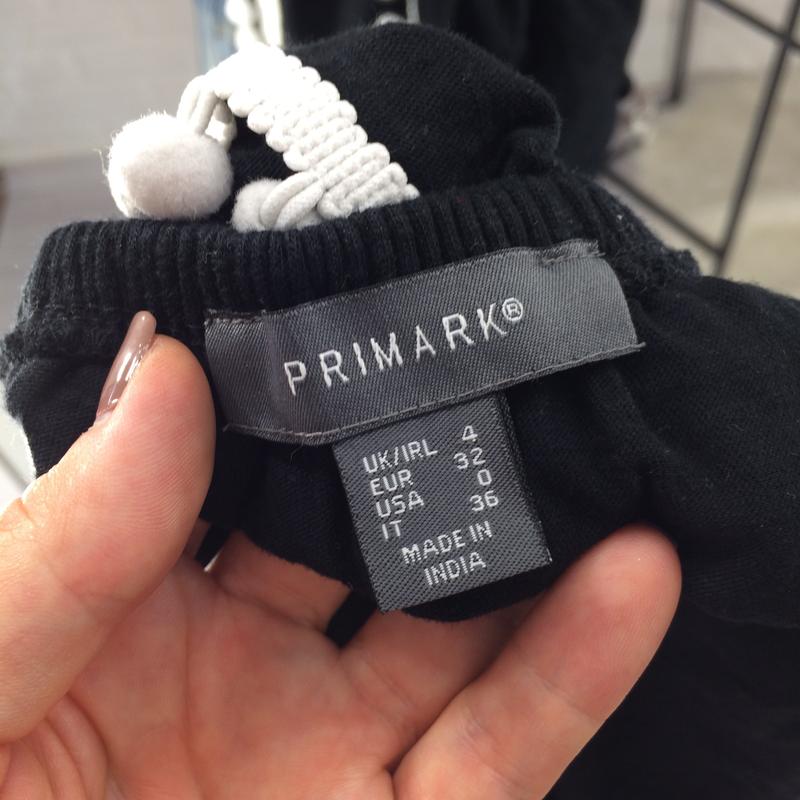 PRIMARK®
UK/IRL 4
EUR 32
USA 0
IT 36
MADE IN
INDIA